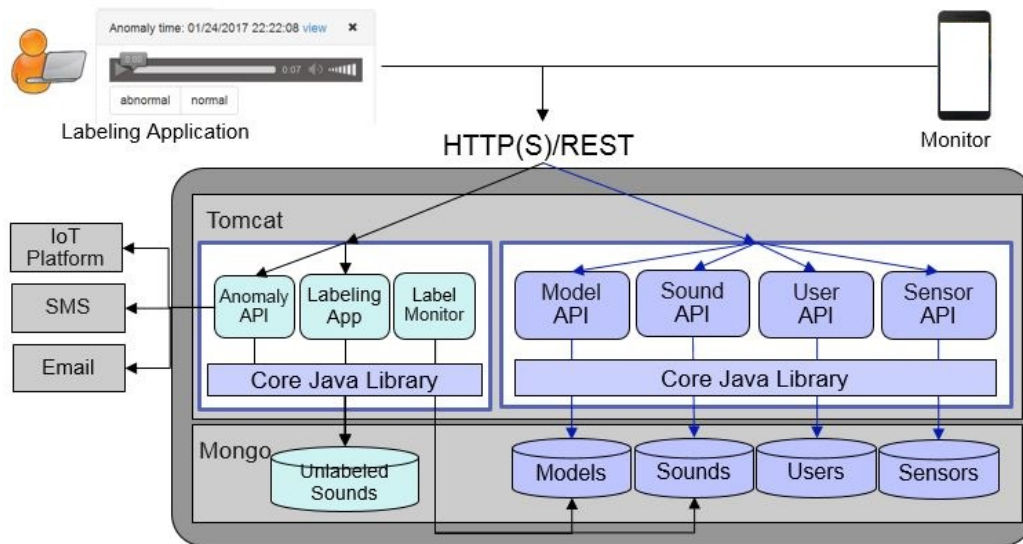 Anomaly time: 01/24/2017 22:22:08 view ×
0:00
0:07
abnormal normal
Labeling Application
Monitor
HTTP(S)/REST
Tomcat
IoT
Platform
SMS
Email
Anomaly
API
Labeling
App
Label
Monitor
Core Java Library
Model
API
Sound
API
User
API
Sensor
API
Core Java Library
Mongo
Unlabeled
Sounds
Models
Sounds
Users
Sensors